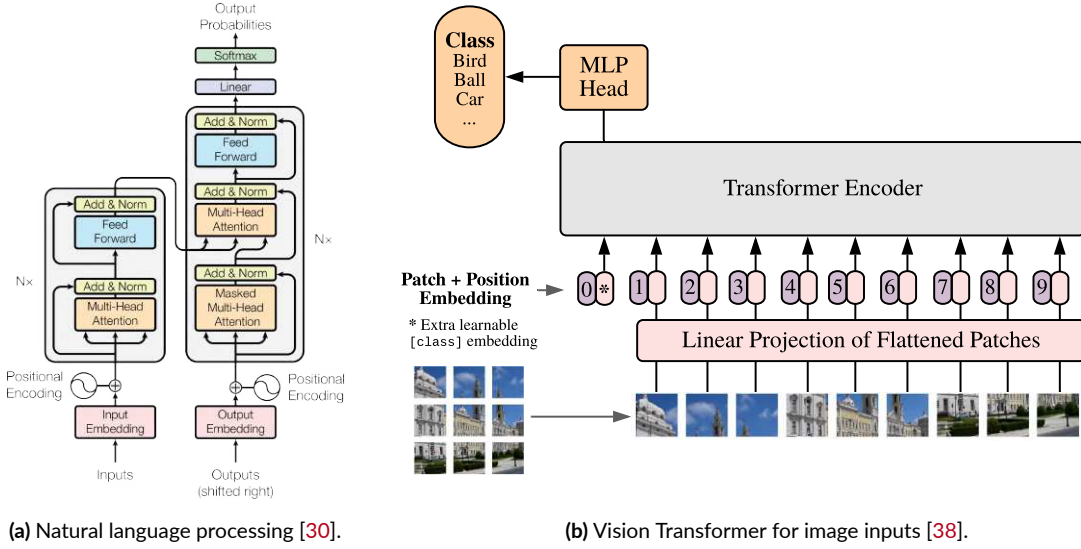 Output
Probabilities
Softmax
Linear
Add & Norm
Feed
Forward
Add & Norm
Multi-Head
Attention
Add & Norm
Masked
Multi-Head
Attention
Nx
Add & Norm
Feed
Forward
Add & Norm
Multi-Head
Attention
Nx
Positional
Encoding
Positional
Encoding
Input
Embedding
Output
Embedding
Inputs
Outputs
(shifted right)
(a) Natural language processing [30].
Class
Bird
Ball
Car
...
MLP
Head
Transformer Encoder
Patch + Position
Embedding
* Extra learnable
[class] embedding
0 * 1 2 3 4 5 6 7 8 9
Linear Projection of Flattened Patches
(b) Vision Transformer for image inputs [38].